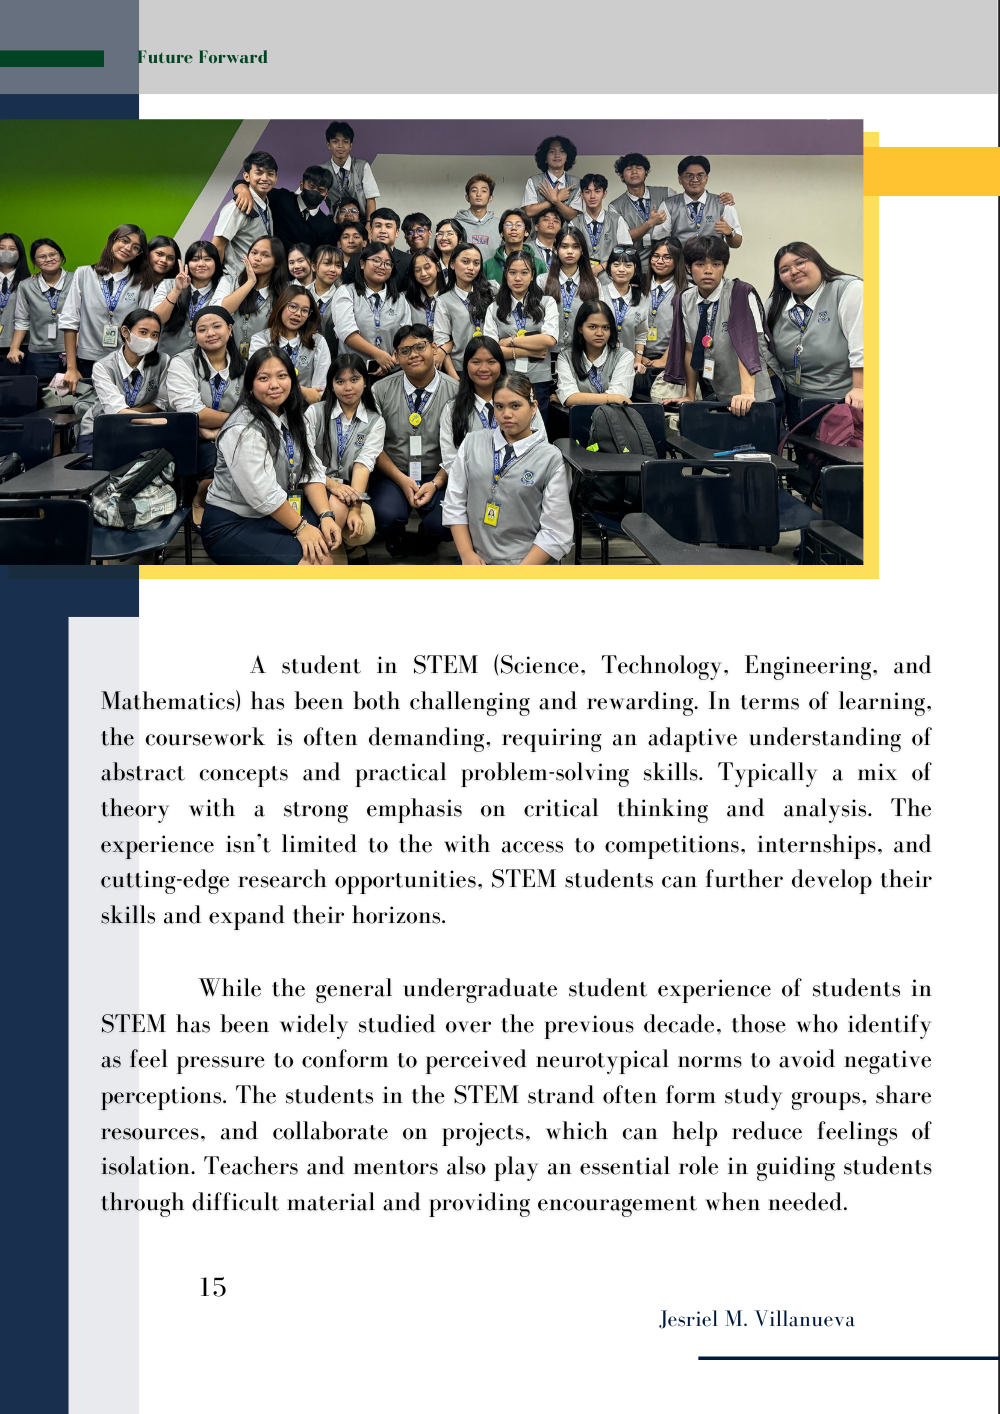 Future Forward
A student in STEM (Science, Technology, Engineering, and
Mathematics) has been both challenging and rewarding. In terms of learning,
the coursework is often demanding, requiring an adaptive understanding of
abstract concepts and practical problem-solving skills. Typically a mix of
theory with a strong emphasis on critical thinking and analysis. The
experience isn’t limited to the with access to competitions, internships, and
cutting-edge research opportunities, STEM students can further develop their
skills and expand their horizons.
While the general undergraduate student experience of students in
STEM has been widely studied over the previous decade, those who identify
as feel pressure to conform to perceived neurotypical norms to avoid negative
perceptions. The students in the STEM strand often form study groups, share
resources, and collaborate on projects, which can help reduce feelings of
isolation. Teachers and mentors also play an essential role in guiding students
through difficult material and providing encouragement when needed.
15
Jesriel M. Villanueva